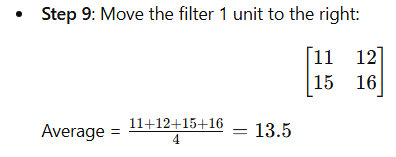 • Step 9: Move the filter 1 unit to the right:
[11 12]
[15 16]
Average = (11+12+15+16)/4 = 13.5